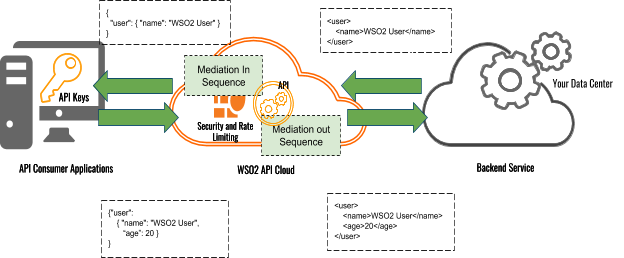 {
"user": { "name": "WSO2 User" }
}
<user>
<name>WSO2 User</name>
</user>
Mediation In
Sequence
API
API Keys
Your Data Center
Security and Rate
Limiting
Mediation out
Sequence
API Consumer Applications
WSO2 API Cloud
Backend Service
{"user":
{ "name": "WSO2 User",
"age": 20 }
}
<user>
<name>WSO2 User</name>
<age>20</age>
</user>